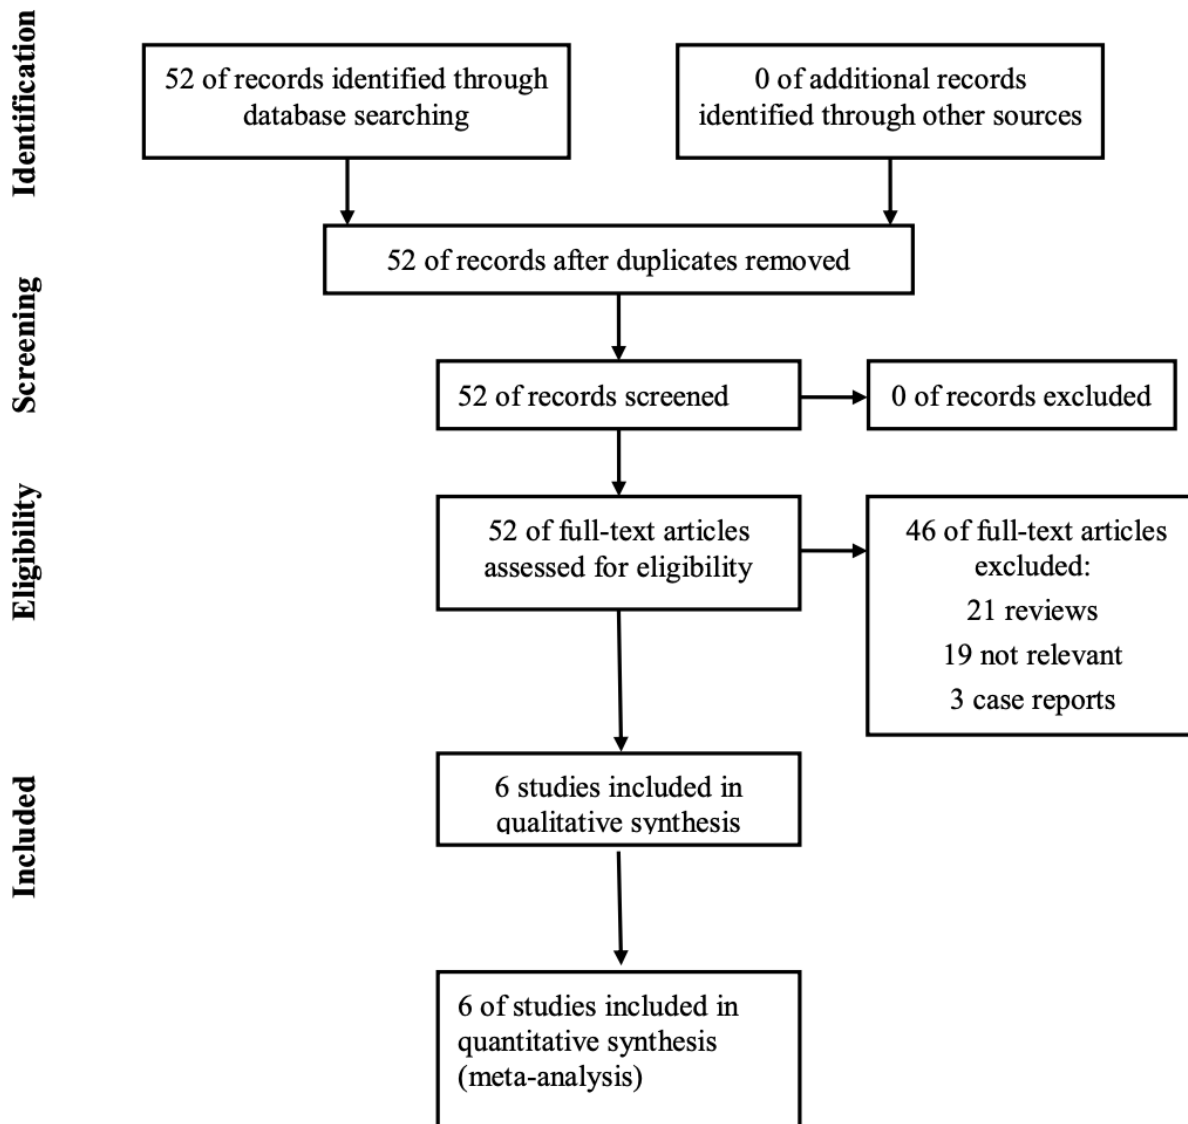 Identification
52 of records identified through
database searching
0 of additional records
identified through other sources
52 of records after duplicates removed
Screening
52 of records screened
0 of records excluded
Eligibility
52 of full-text articles
assessed for eligibility
46 of full-text articles
excluded:
21 reviews
19 not relevant
3 case reports
Included
6 studies included in
qualitative synthesis
6 of studies included in
quantitative synthesis
(meta-analysis)